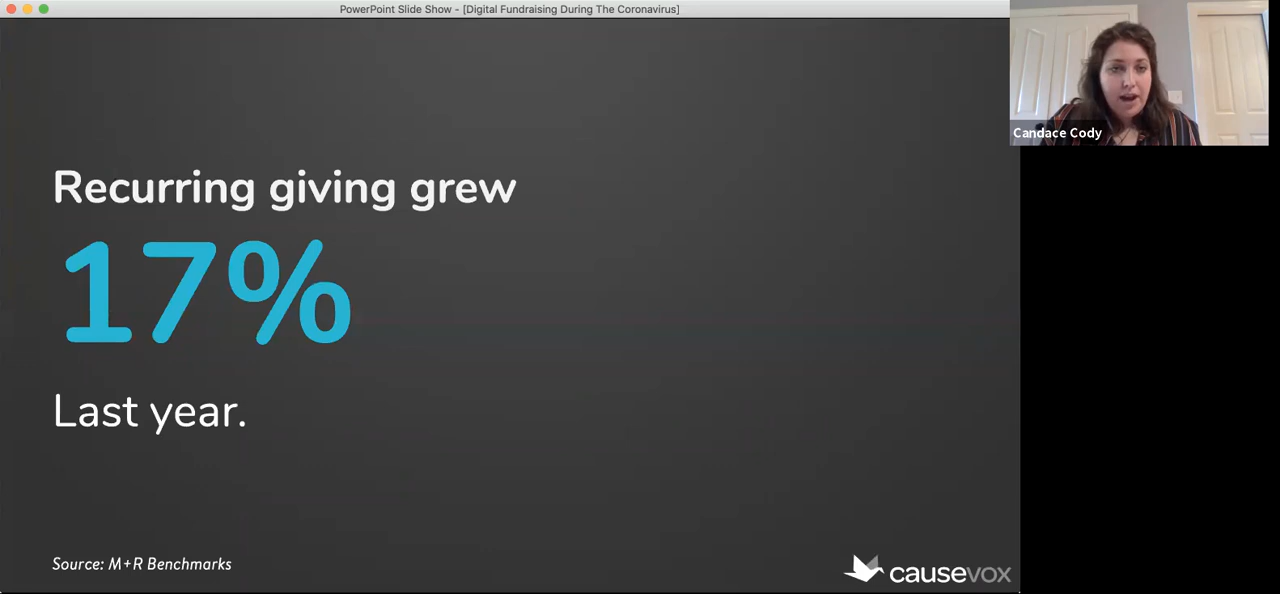 PowerPoint Slide Show - [Digital Fundraising During The Coronavirus]
Candace Cody
Recurring giving grew
17%
Last year.
Source: M+R Benchmarks
causevox